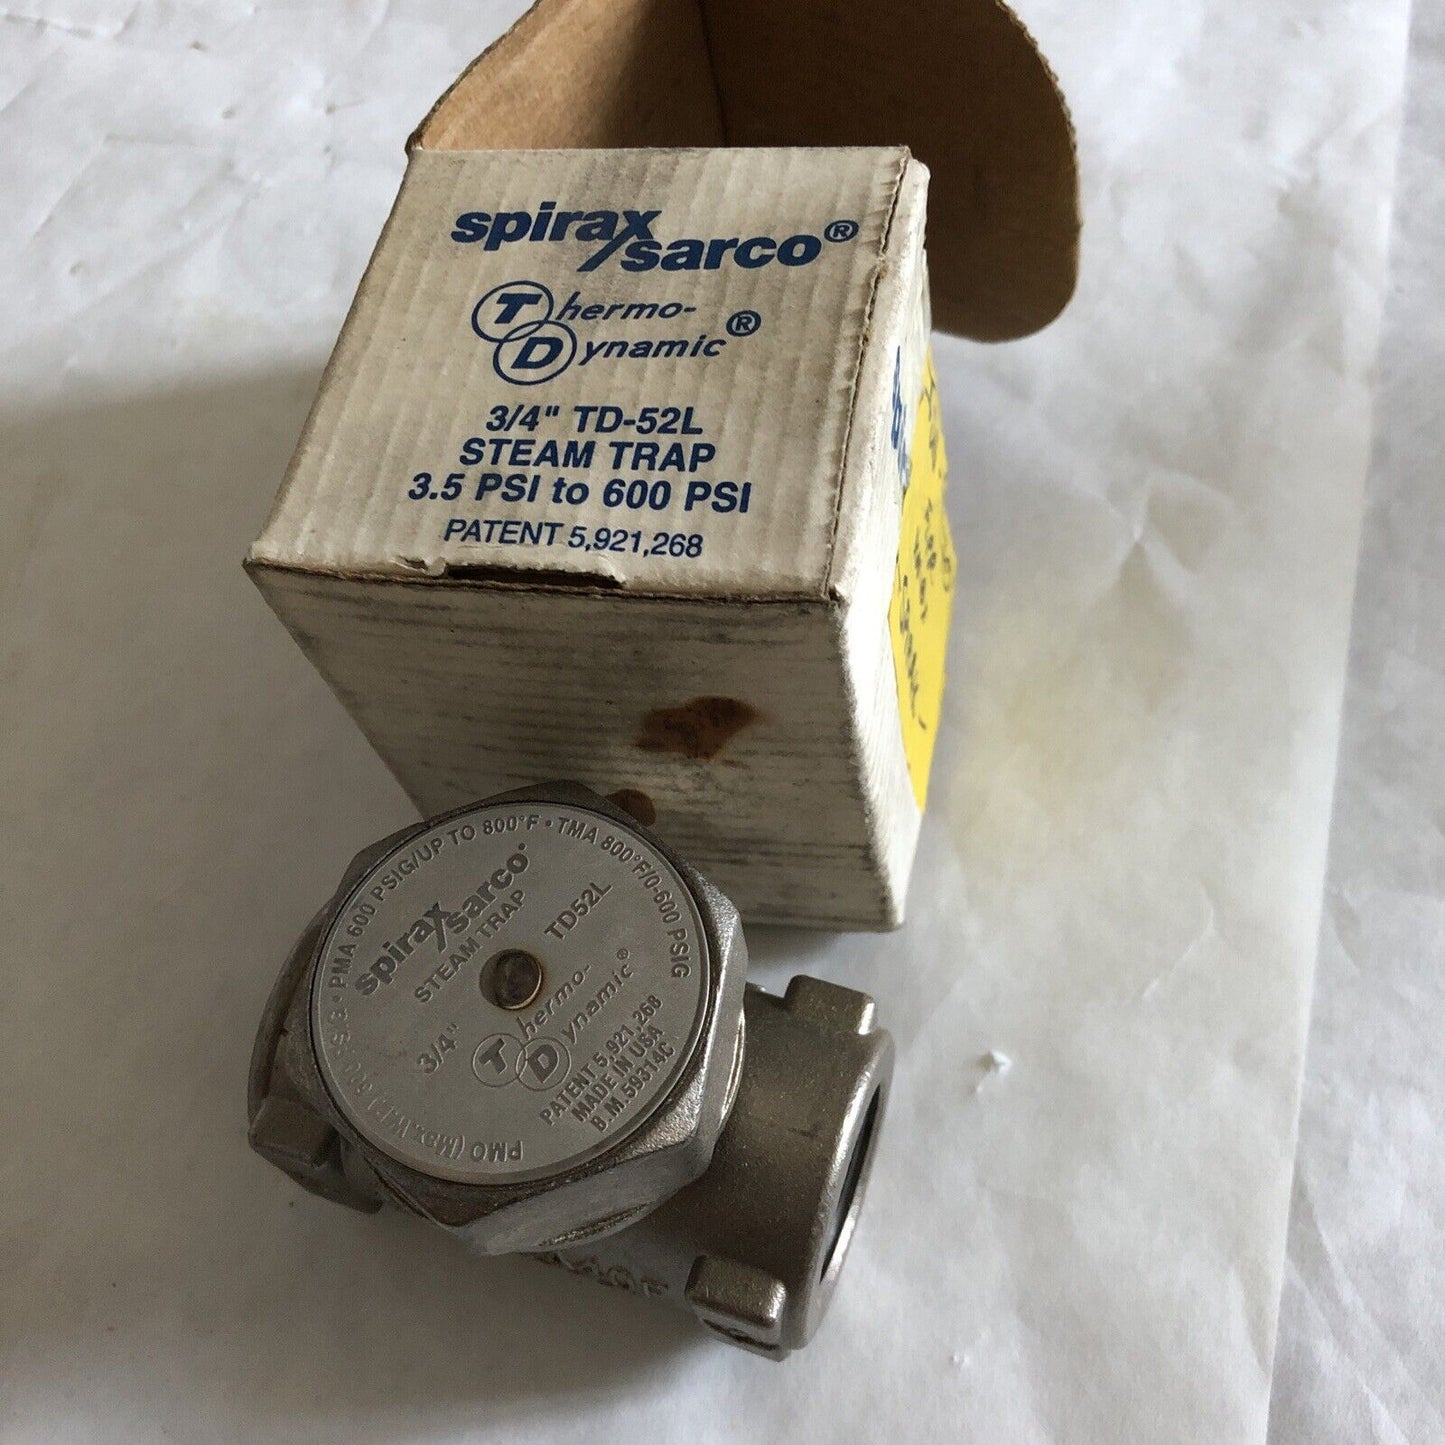 spirax/sarco®
Thermo-
Dynamic®
3/4" TD-52L
STEAM TRAP
3.5 PSI to 600 PSI
PATENT 5,921,268
PMA 600 PSIG/UP TO 800°F • TMA 800°F/0-600 PSIG
spirax/sarco
STEAM TRAP
TD52L
3/4"
Thermo-
Dynamic®
PATENT 5,921,268
MADE IN USA
B.M.59314C
PMO (Max.